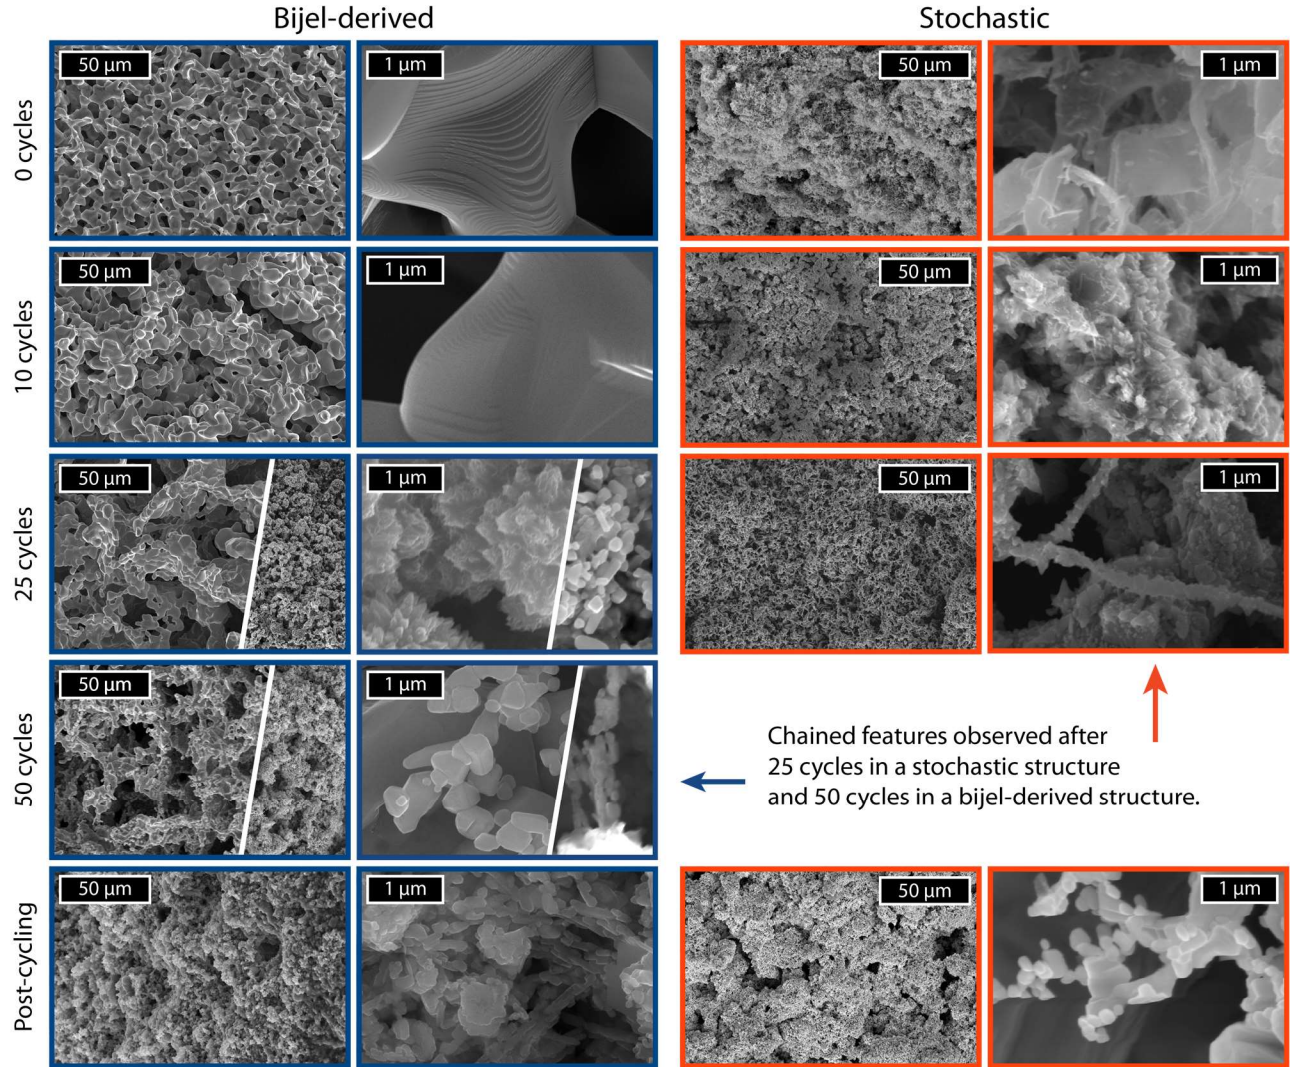 Bijel-derived
Stochastic
0 cycles
50 μm
1 μm
50 μm
1 μm
10 cycles
50 μm
1 μm
50 μm
1 μm
25 cycles
50 μm
1 μm
50 μm
1 μm
50 cycles
50 μm
1 μm
Chained features observed after
25 cycles in a stochastic structure
and 50 cycles in a bijel-derived structure.
Post-cycling
50 μm
1 μm
50 μm
1 μm